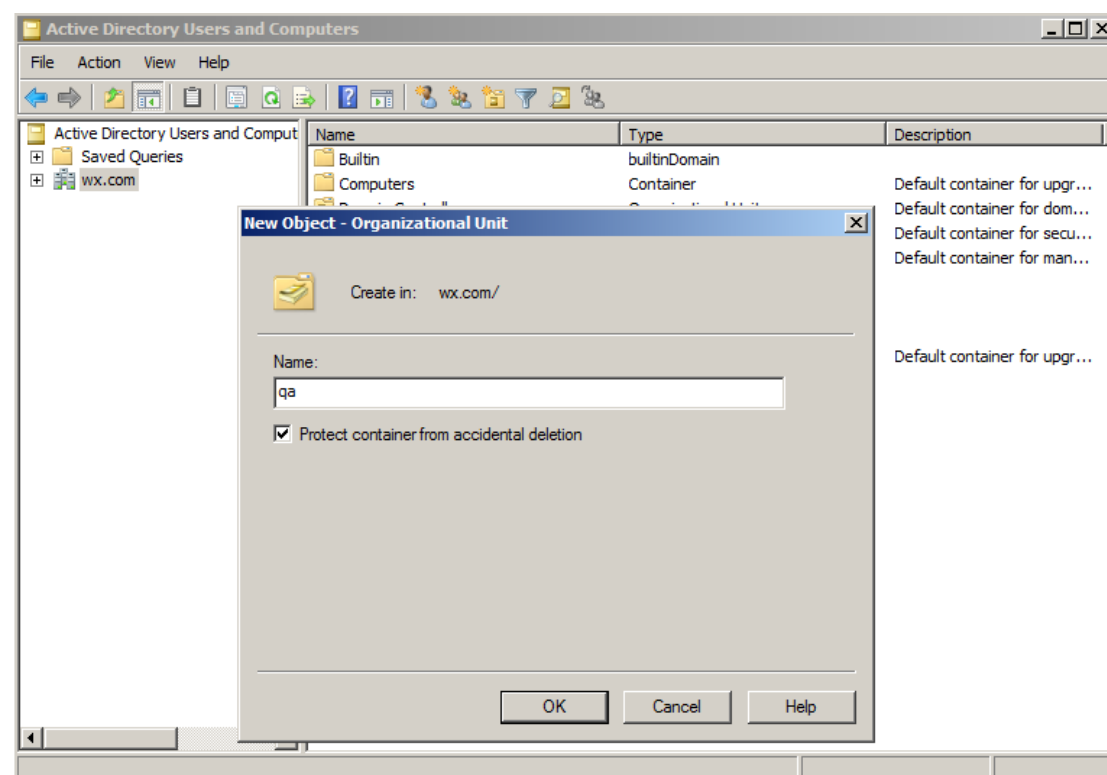 Active Directory Users and Computers
File Action View Help
Active Directory Users and Comput
Saved Queries
wx.com
Name Type Description
Builtin builtinDomain
Computers Container Default container for upgr...
Default container for dom...
Default container for secu...
Default container for man...
Default container for upgr...
New Object - Organizational Unit
Create in: wx.com/
Name:
qa
Protect container from accidental deletion
OK Cancel Help